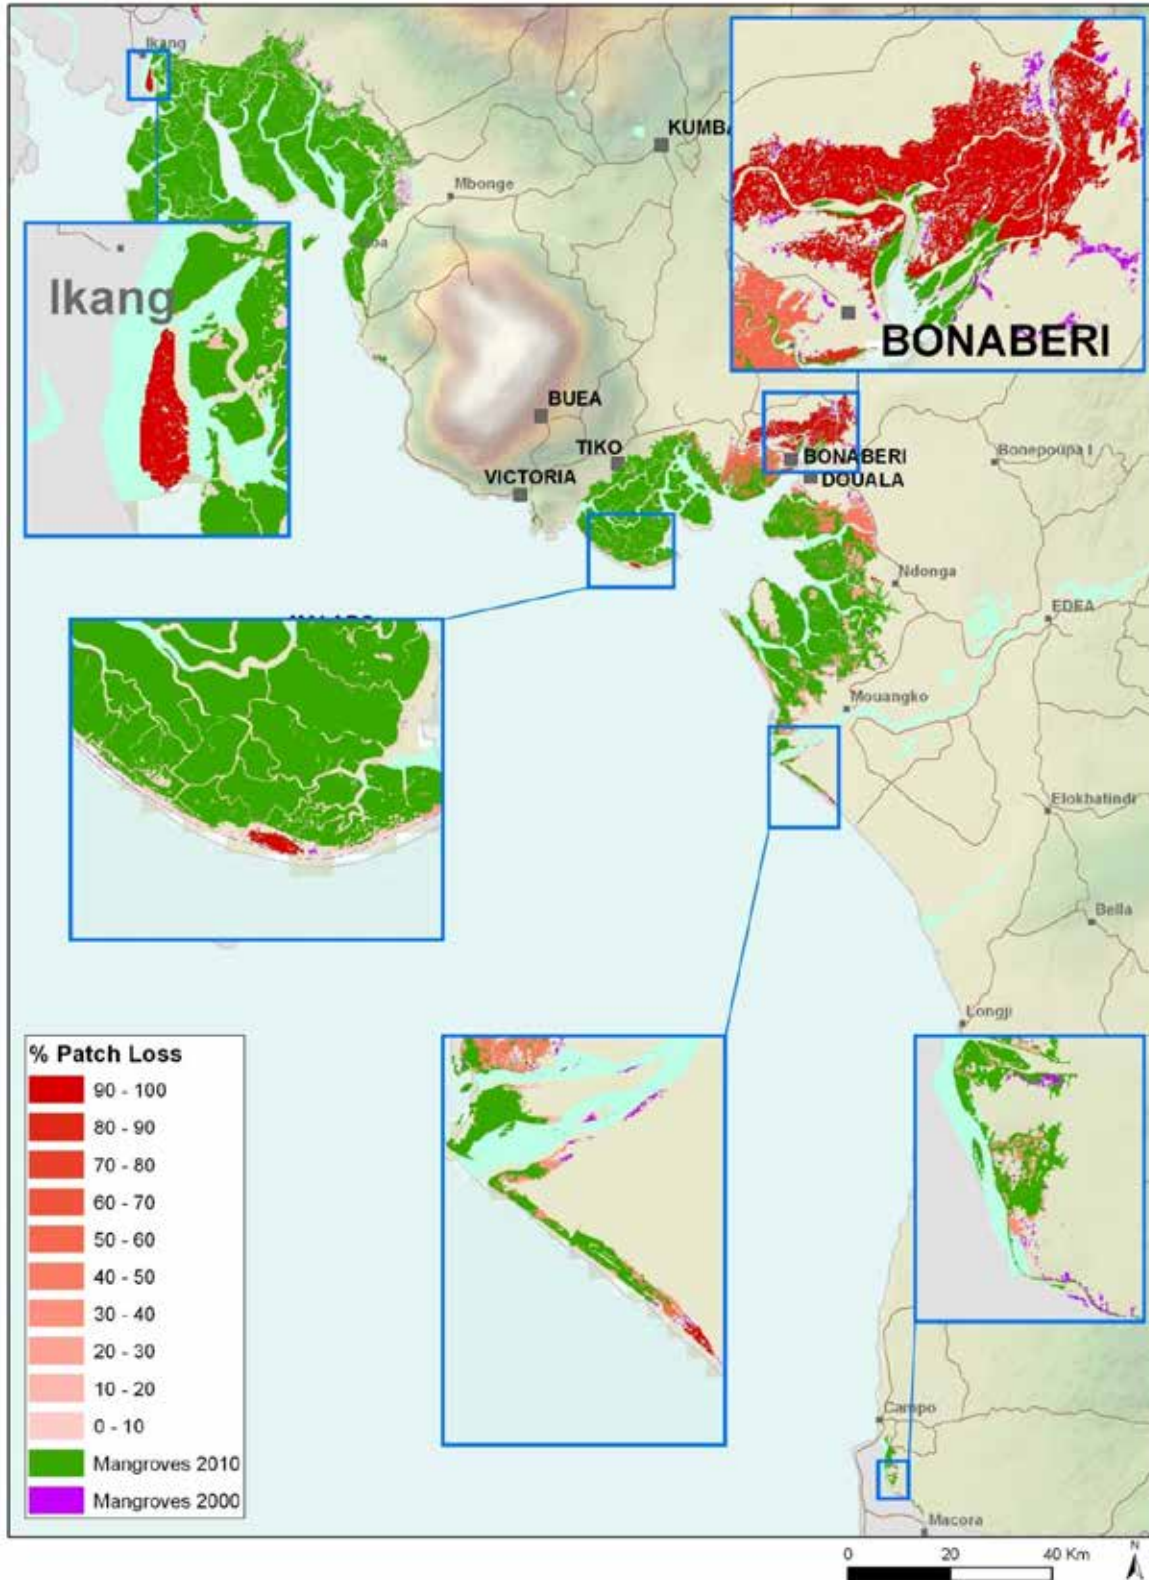 Ikang
KUMBA
Mbonge
Ikang
BONABERI
BUEA
TIKO
VICTORIA
BONABERI
DOUALA
Bonepoupa I
Ndonga
EDEA
Mouangko
Elokbatindi
Bella
Longji
Campo
Macora
% Patch Loss
90 - 100
80 - 90
70 - 80
60 - 70
50 - 60
40 - 50
30 - 40
20 - 30
10 - 20
0 - 10
Mangroves 2010
Mangroves 2000
0 20 40 Km
N